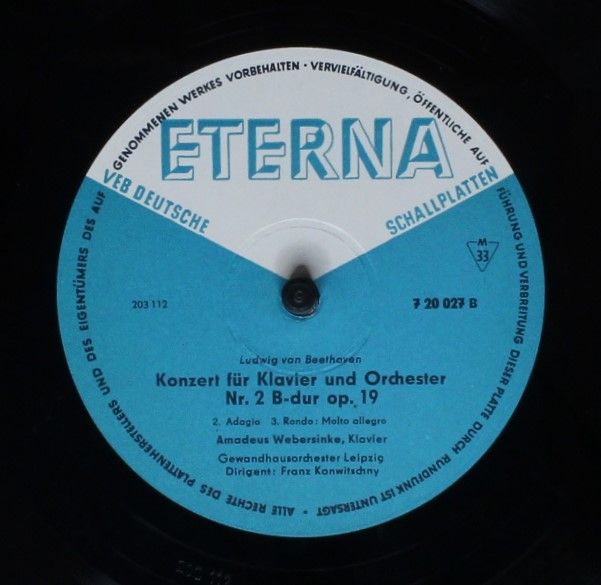 ALLE RECHTE DES PLATTENHERSTELLERS UND DES EIGENTÜMERS DES AUFGENOMMENEN WERKES VORBEHALTEN • VERVIELFÄLTIGUNG, ÖFFENTLICHE AUFFÜHRUNG UND VERBREITUNG DIESER PLATTE DURCH RUNDFUNK IST UNTERSAGT •
ETERNA
VEB DEUTSCHE SCHALLPLATTEN
M
33
203 112
7 20 027 B
Ludwig van Beethoven
Konzert für Klavier und Orchester
Nr. 2 B-dur op. 19
2. Adagio 3. Rondo: Molto allegro
Amadeus Webersinke, Klavier
Gewandhausorchester Leipzig
Dirigent: Franz Konwitschny